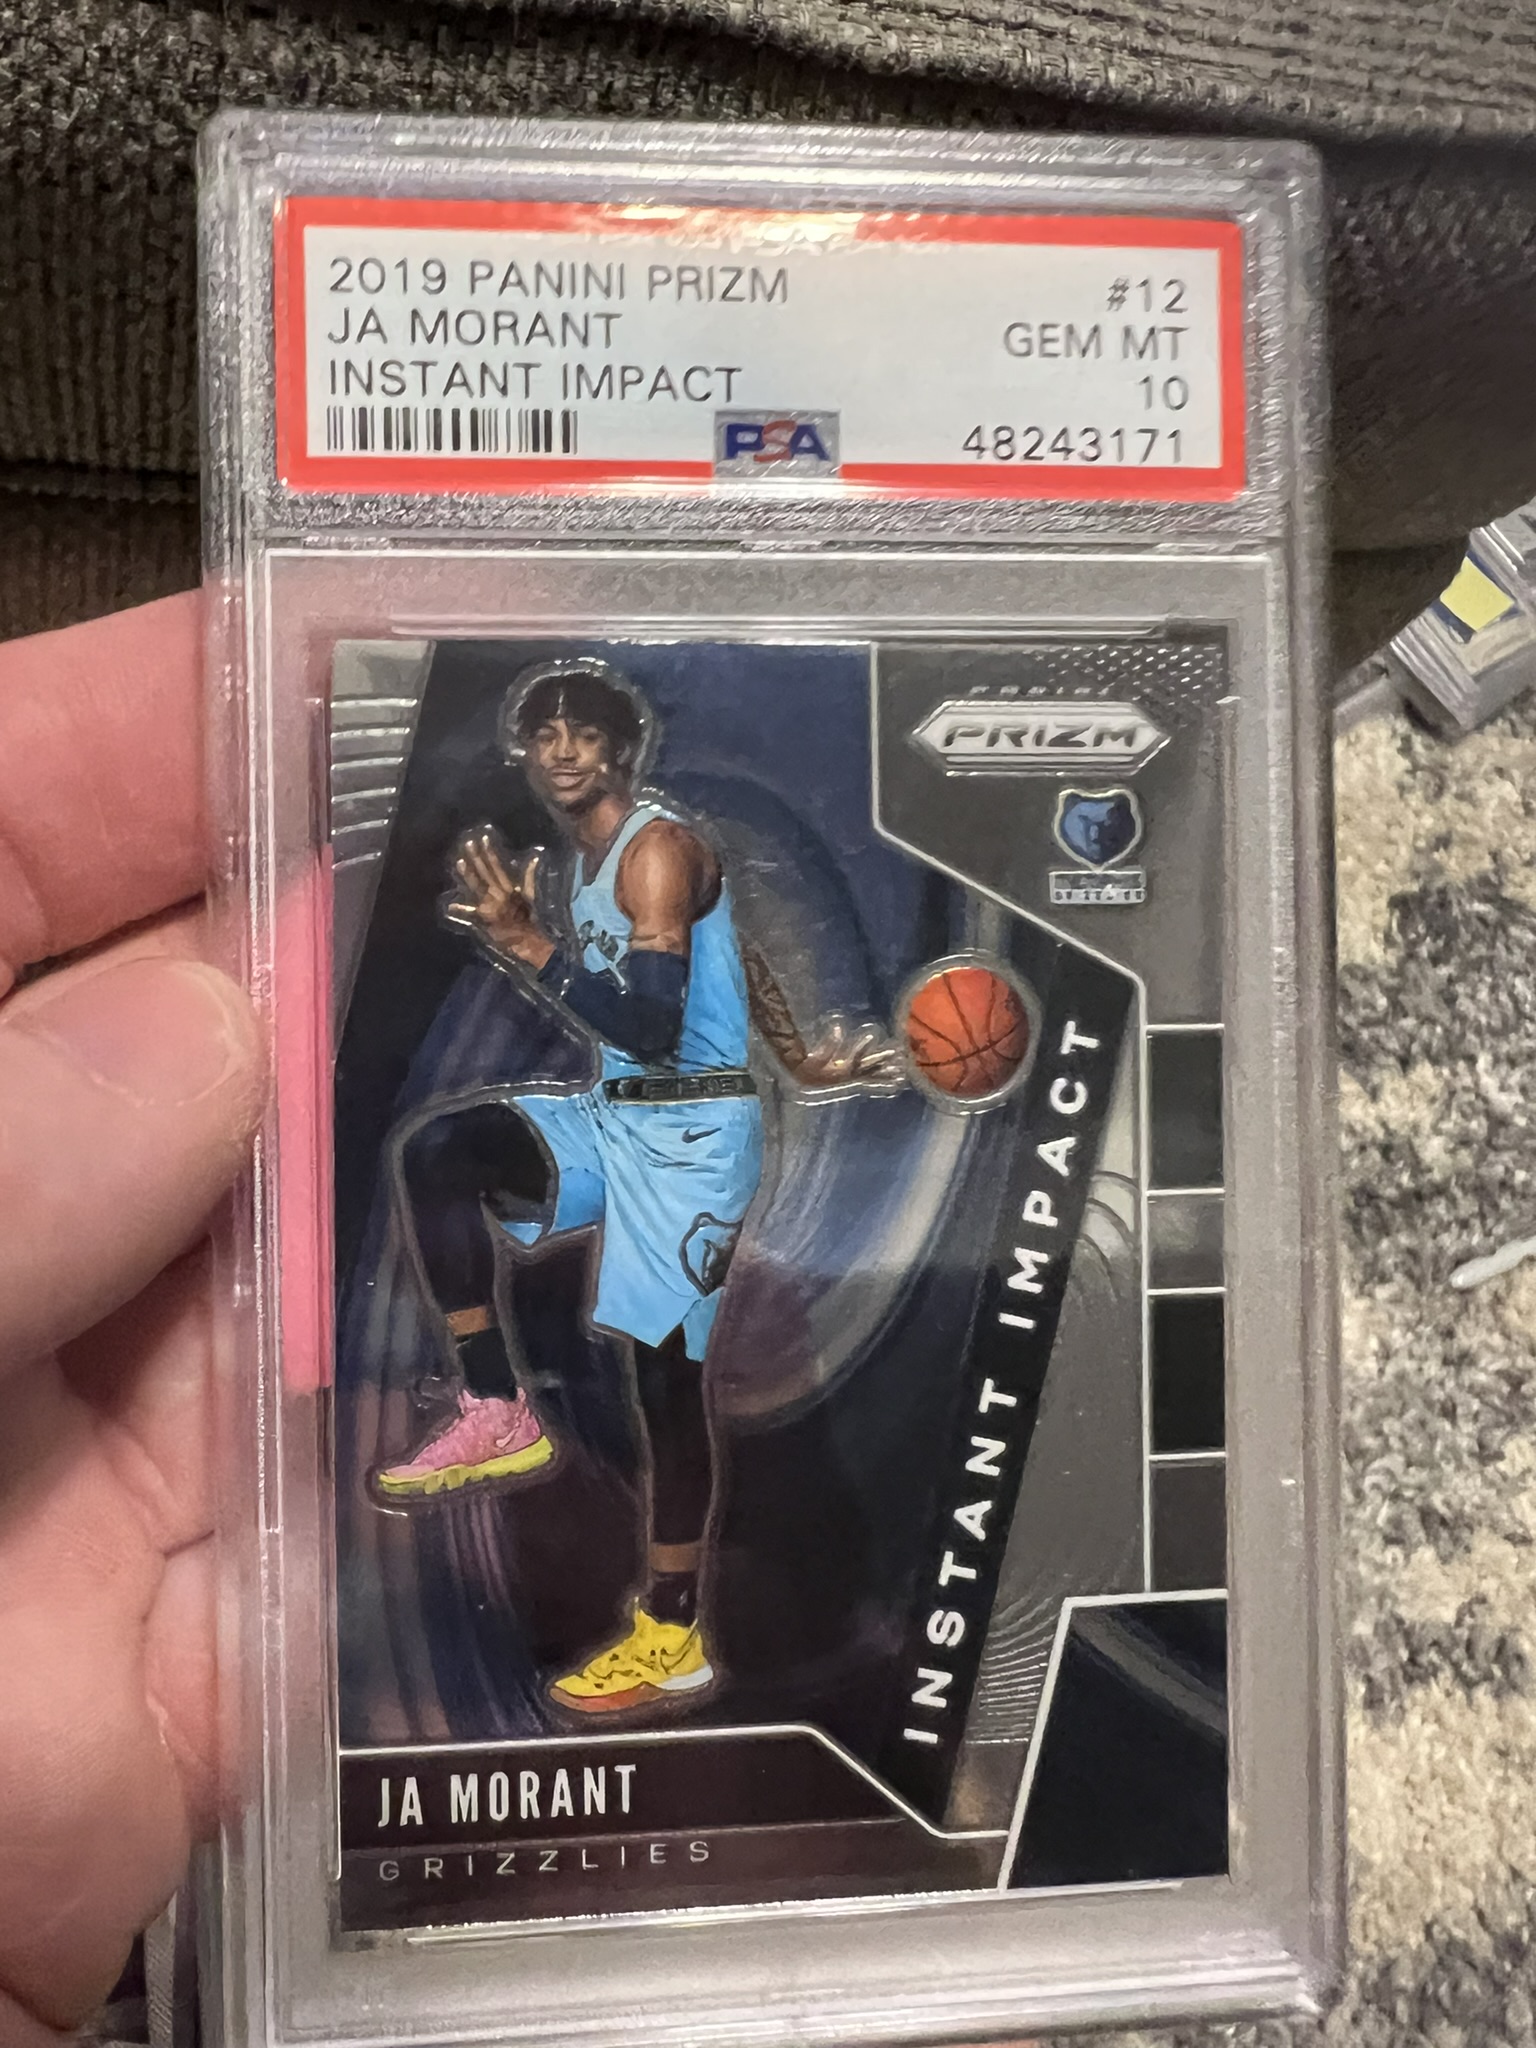 2019 PANINI PRIZM #12
JA MORANT GEM MT
INSTANT IMPACT 10
PSA 48243171
PANINI
PRIZM
INSTANT IMPACT
JA MORANT
GRIZZLIES